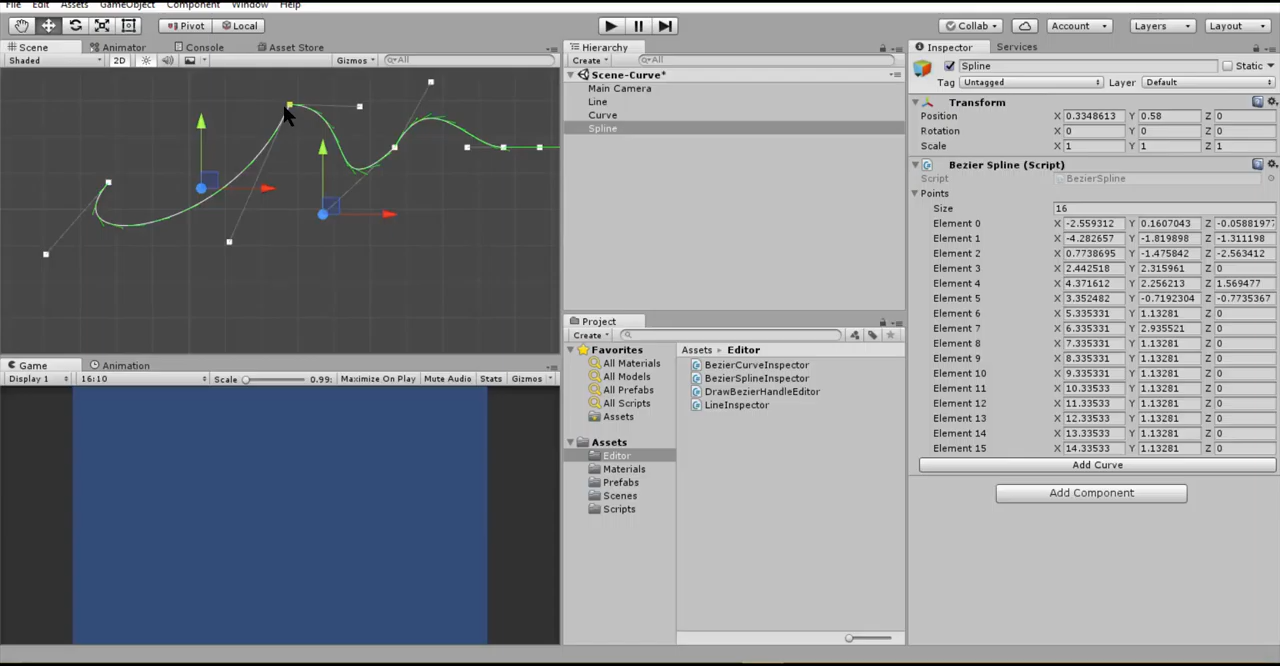 File Edit Assets GameObject Component Window Help
Pivot Local Collab Account Layers Layout
Scene Animator Console Asset Store
Shaded 2D Gizmos All
Hierarchy
Create All
Scene-Curve*
Main Camera
Line
Curve
Spline
Game Animation
Display 1 16:10 Scale 0.99: Maximize On Play Mute Audio Stats Gizmos
Project
Create
Favorites
All Materials
All Models
All Prefabs
All Scripts
Assets
Assets
Editor
Materials
Prefabs
Scenes
Scripts
Assets Editor
BezierCurveInspector
BezierSplineInspector
DrawBezierHandleEditor
LineInspector
Inspector Services
Spline Static
Tag Untagged Layer Default
Transform
Position X 0.3348613 Y 0.58 Z 0
Rotation X 0 Y 0 Z 0
Scale X 1 Y 1 Z 1
Bezier Spline (Script)
Script BezierSpline
Points
Size 16
Element 0 X -2.559312 Y 0.1607043 Z -0.05881977
Element 1 X -4.282657 Y -1.819898 Z -1.311198
Element 2 X 0.7738695 Y -1.475842 Z -2.563412
Element 3 X 2.442518 Y 2.315961 Z 0
Element 4 X 4.371612 Y 2.256213 Z 1.569477
Element 5 X 3.352482 Y -0.7192304 Z -0.7735367
Element 6 X 5.335331 Y 1.13281 Z 0
Element 7 X 6.335331 Y 2.935521 Z 0
Element 8 X 7.335331 Y 1.13281 Z 0
Element 9 X 8.335331 Y 1.13281 Z 0
Element 10 X 9.335331 Y 1.13281 Z 0
Element 11 X 10.33533 Y 1.13281 Z 0
Element 12 X 11.33533 Y 1.13281 Z 0
Element 13 X 12.33533 Y 1.13281 Z 0
Element 14 X 13.33533 Y 1.13281 Z 0
Element 15 X 14.33533 Y 1.13281 Z 0
Add Curve
Add Component